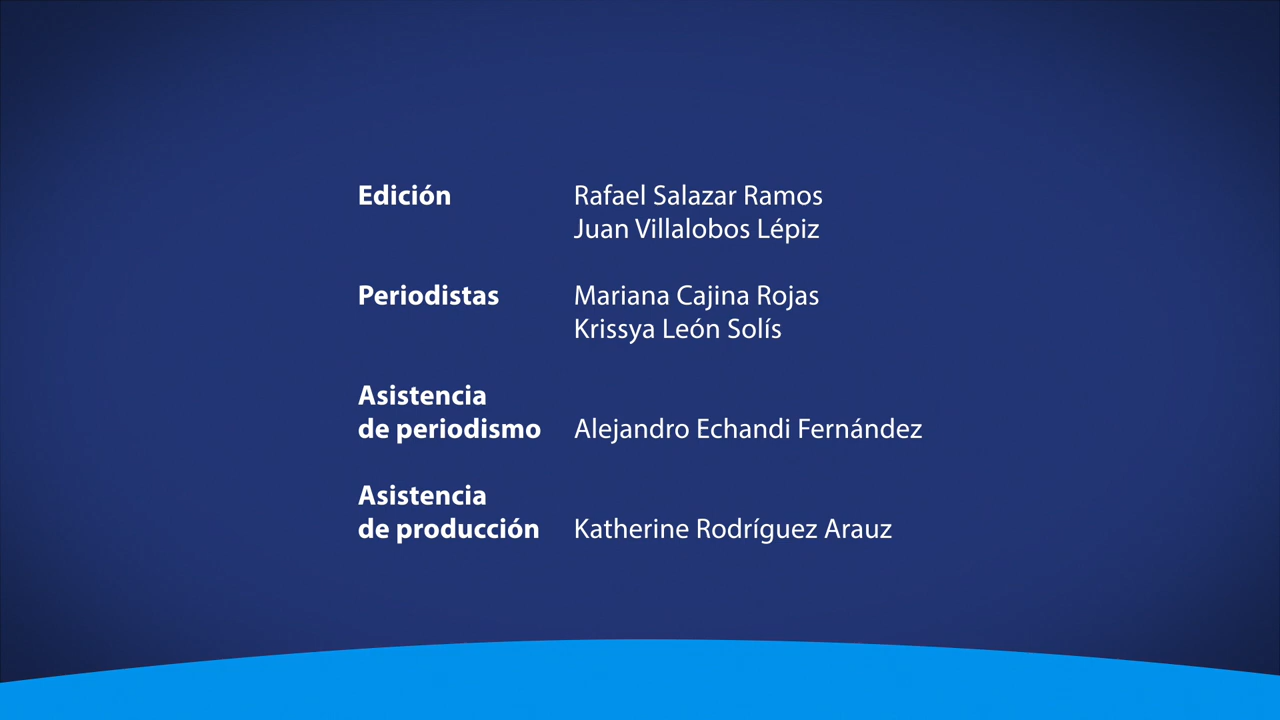 Edición Rafael Salazar Ramos
Juan Villalobos Lépiz
Periodistas Mariana Cajina Rojas
Krissya León Solís
Asistencia
de periodismo Alejandro Echandi Fernández
Asistencia
de producción Katherine Rodríguez Arauz